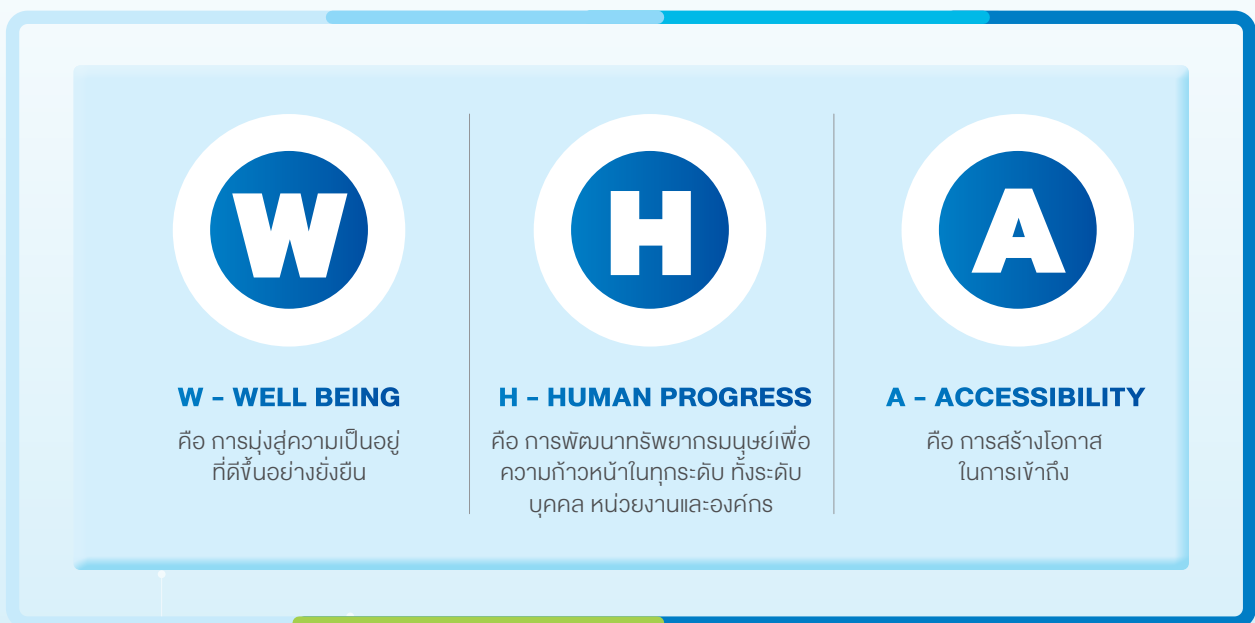 W
W - WELL BEING
คือ การมุ่งสู่ความเป็นอยู่
ที่ดีขึ้นอย่างยั่งยืน
H
H - HUMAN PROGRESS
คือ การพัฒนาทรัพยากรมนุษย์เพื่อ
ความก้าวหน้าในทุกระดับ ทั้งระดับ
บุคคล หน่วยงานและองค์กร
A
A - ACCESSIBILITY
คือ การสร้างโอกาส
ในการเข้าถึง